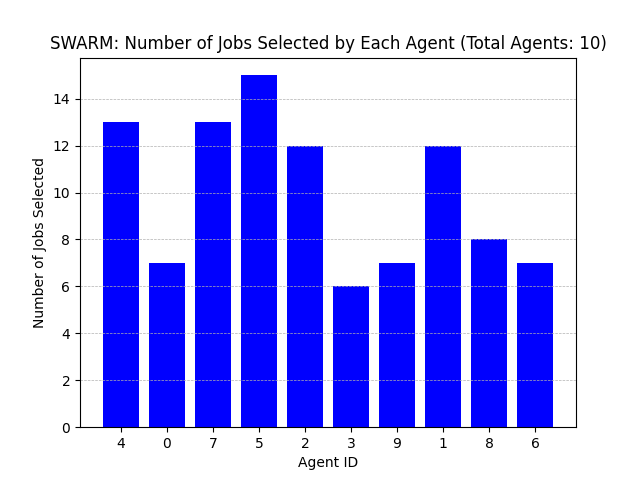 SWARM: Number of Jobs Selected by Each Agent (Total Agents: 10)
Number of Jobs Selected
14
12
10
8
6
4
2
0
4 0 7 5 2 3 9 1 8 6
Agent ID